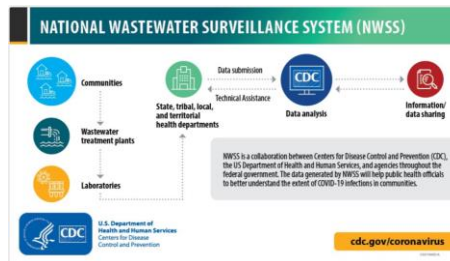 NATIONAL WASTEWATER SURVEILLANCE SYSTEM (NWSS)
Communities
Wastewater
treatment plants
Laboratories
State, tribal, local,
and territorial
health departments
Data submission
Technical Assistance
CDC
Data analysis
Information/
data sharing
NWSS is a collaboration between Centers for Disease Control and Prevention (CDC),
the US Department of Health and Human Services, and agencies throughout the
federal government. The data generated by NWSS will help public health officials
to better understand the extent of COVID-19 infections in communities.
CDC
U.S. Department of
Health and Human Services
Centers for Disease
Control and Prevention
cdc.gov/coronavirus